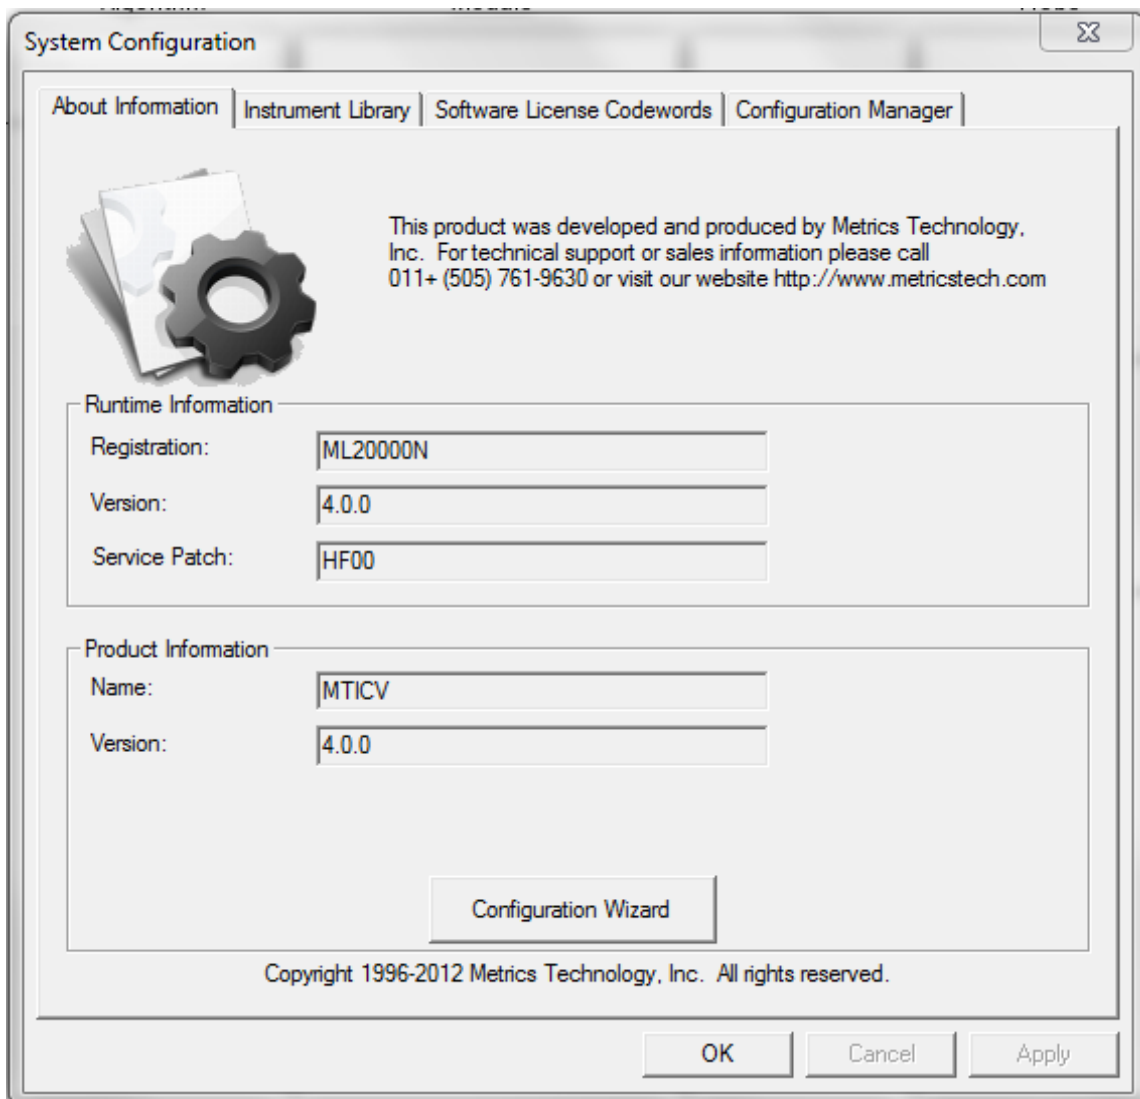 System Configuration
About Information Instrument Library Software License Codewords Configuration Manager
This product was developed and produced by Metrics Technology,
Inc. For technical support or sales information please call
011+ (505) 761-9630 or visit our website http://www.metricstech.com
Runtime Information
Registration: ML20000N
Version: 4.0.0
Service Patch: HF00
Product Information
Name: MTICV
Version: 4.0.0
Configuration Wizard
Copyright 1996-2012 Metrics Technology, Inc. All rights reserved.
OK Cancel Apply